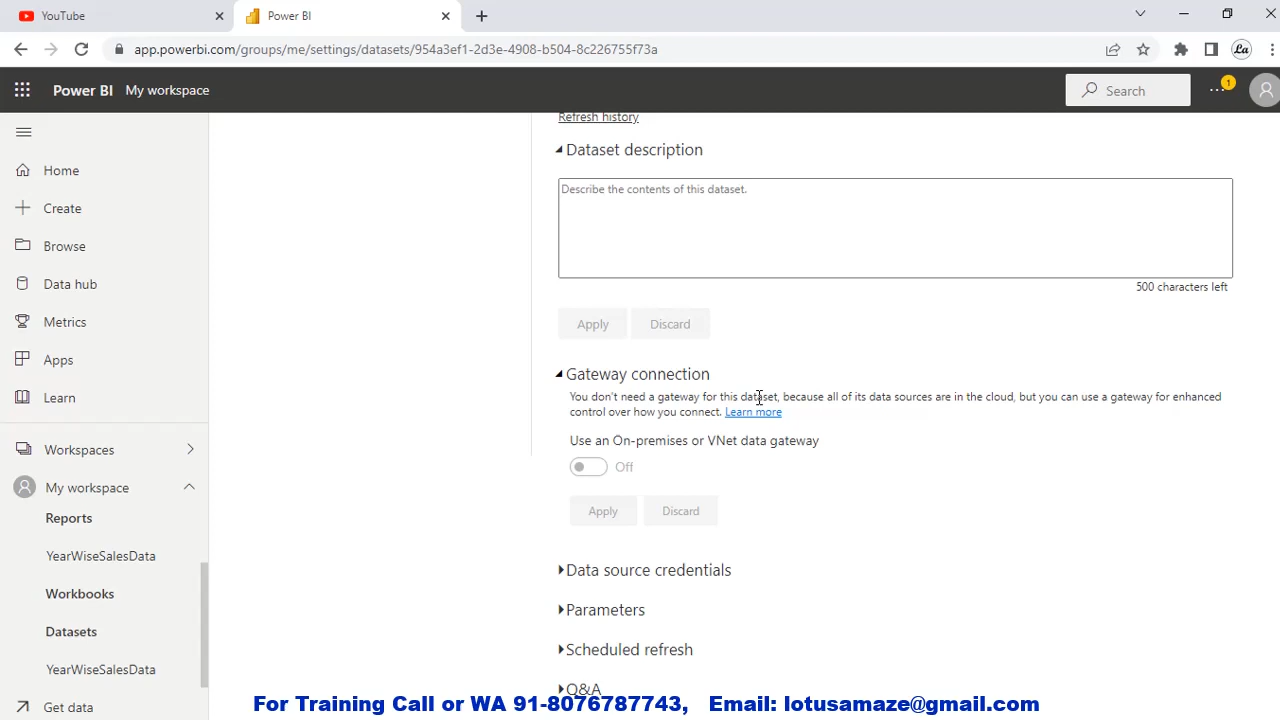 YouTube
Power BI
app.powerbi.com/groups/me/settings/datasets/954a3ef1-2d3e-4908-b504-8c226755f73a
La
Power BI My workspace
Search
1
Refresh history
Dataset description
Describe the contents of this dataset.
500 characters left
Apply Discard
Gateway connection
You don't need a gateway for this dataset, because all of its data sources are in the cloud, but you can use a gateway for enhanced
control over how you connect. Learn more
Use an On-premises or VNet data gateway
Off
Apply Discard
Data source credentials
Parameters
Scheduled refresh
Q&A
Home
Create
Browse
Data hub
Metrics
Apps
Learn
Workspaces
My workspace
Reports
YearWiseSalesData
Workbooks
Datasets
YearWiseSalesData
Get data
For Training Call or WA 91-8076787743, Email: lotusamaze@gmail.com